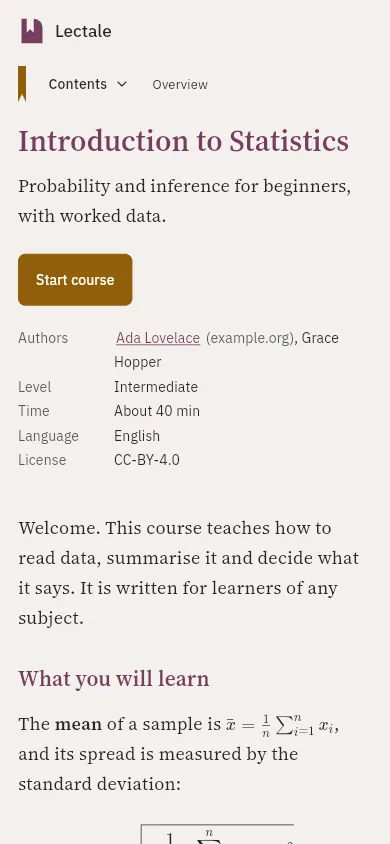 Lectale
Contents Overview
Introduction to Statistics
Probability and inference for beginners,
with worked data.
Start course
Authors Ada Lovelace (example.org), Grace
Hopper
Level Intermediate
Time About 40 min
Language English
License CC-BY-4.0
Welcome. This course teaches how to
read data, summarise it and decide what
it says. It is written for learners of any
subject.
What you will learn
The mean of a sample is x̄ = 1/n ∑ⁿᵢ₌₁ xᵢ,
and its spread is measured by the
standard deviation: